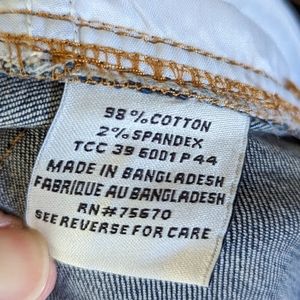 98% COTTON
2% SPANDEX
TCC 39 6001 P44
MADE IN BANGLADESH
FABRIQUE AU BANGLADESH
RN# 75670
SEE REVERSE FOR CARE